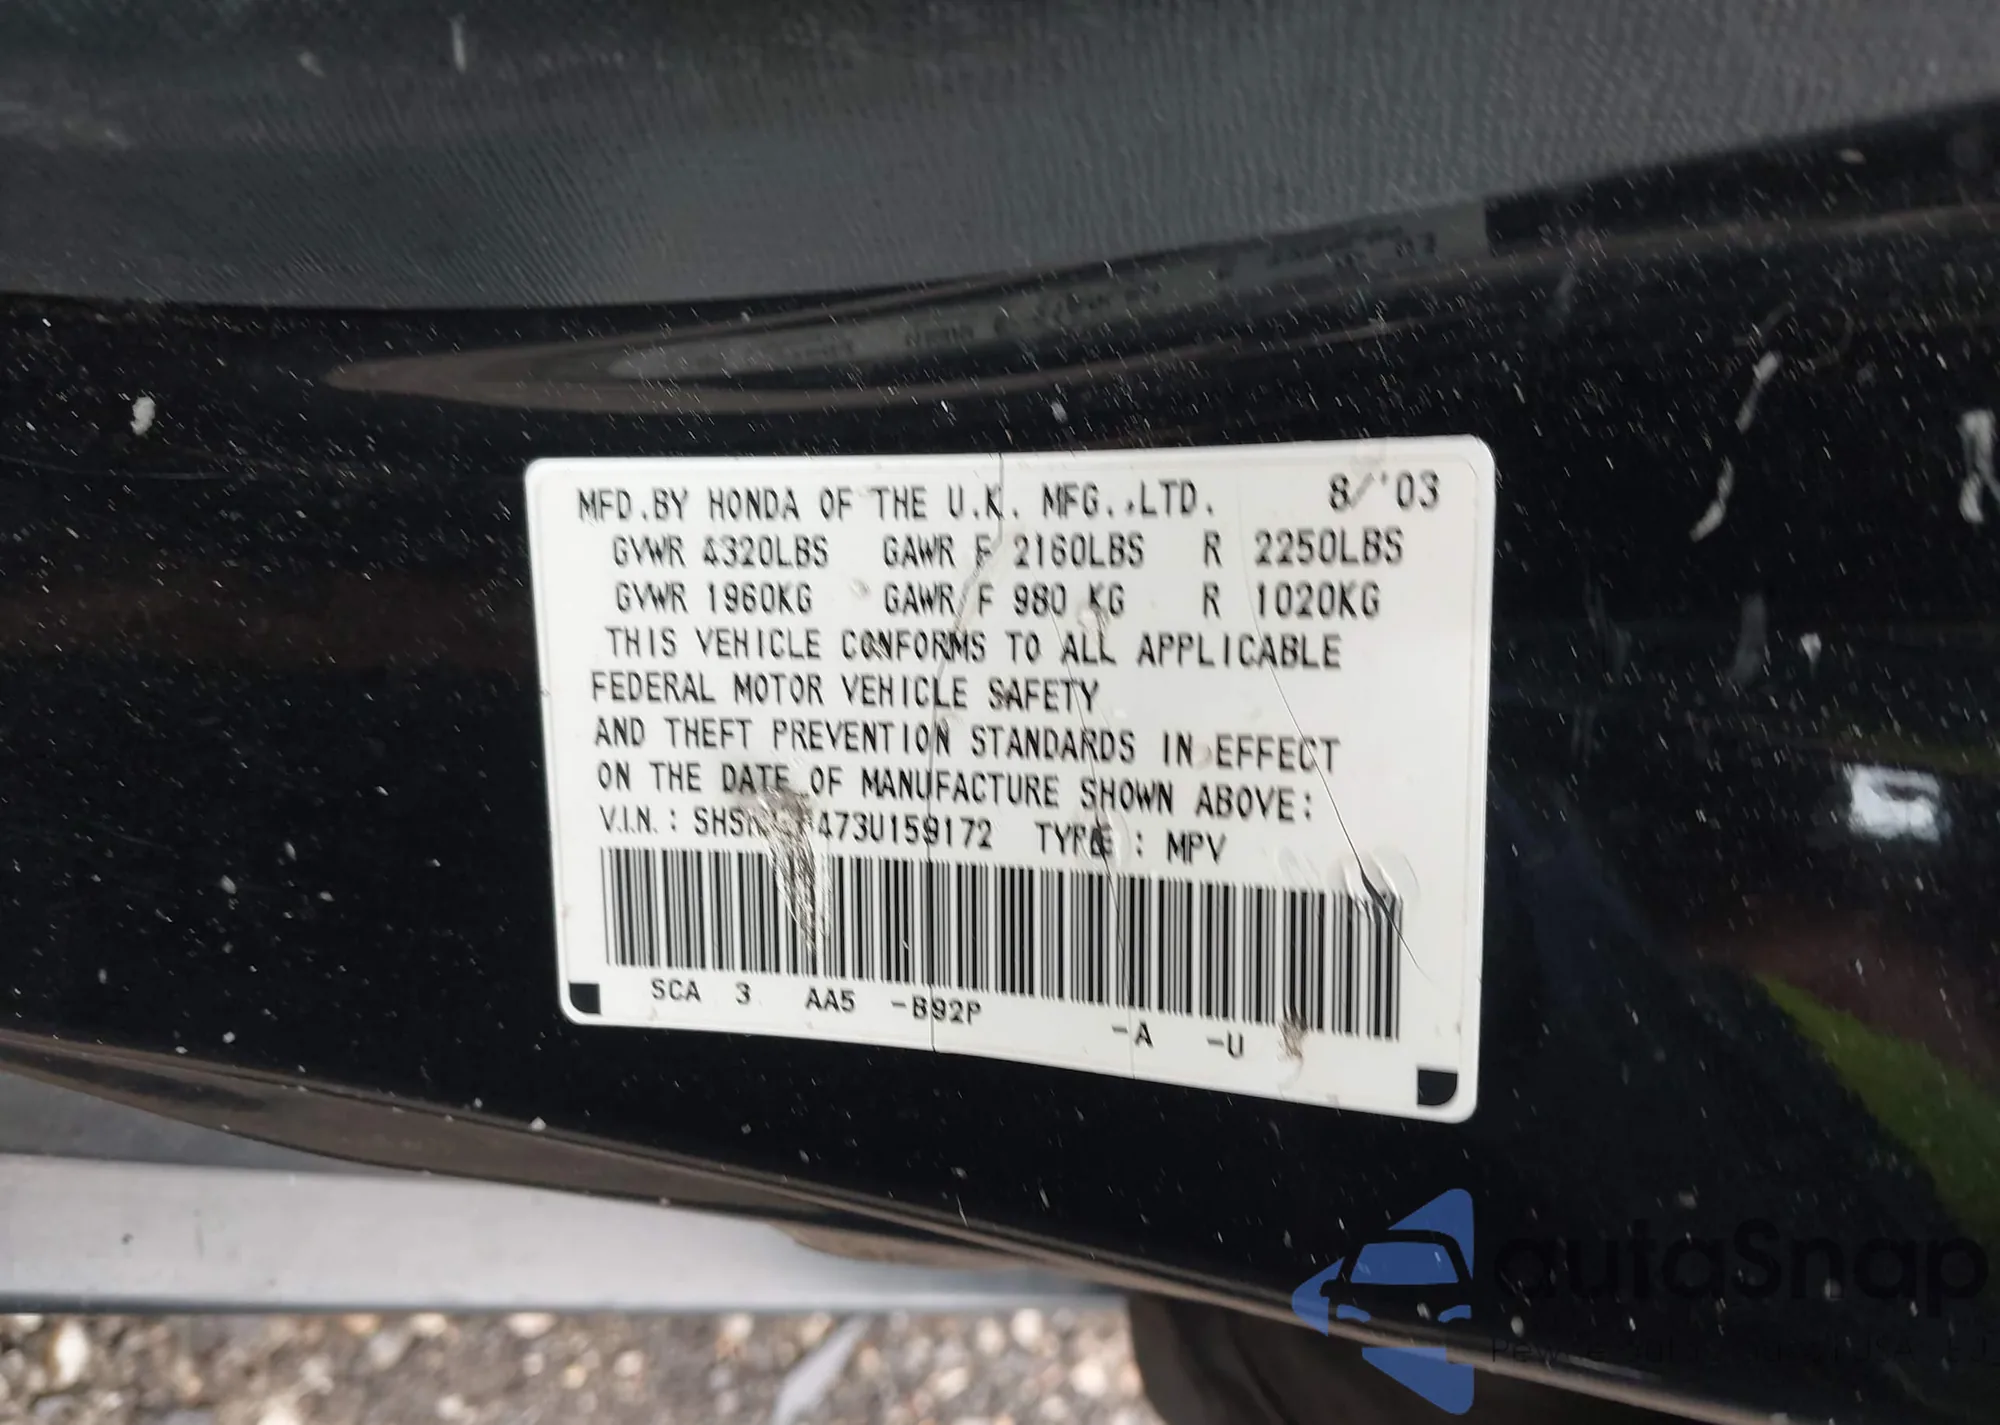 MFD.BY HONDA OF THE U.K. MFG.,LTD. 8/'03
GVWR 4320LBS GAWR F 2160LBS R 2250LBS
GVWR 1960KG GAWR F 980 KG R 1020KG
THIS VEHICLE CONFORMS TO ALL APPLICABLE
FEDERAL MOTOR VEHICLE SAFETY
AND THEFT PREVENTION STANDARDS IN EFFECT
ON THE DATE OF MANUFACTURE SHOWN ABOVE:
V.I.N.: TYPE : MPV
SCA 3 AA5 -B92P -A -U
autaSnap